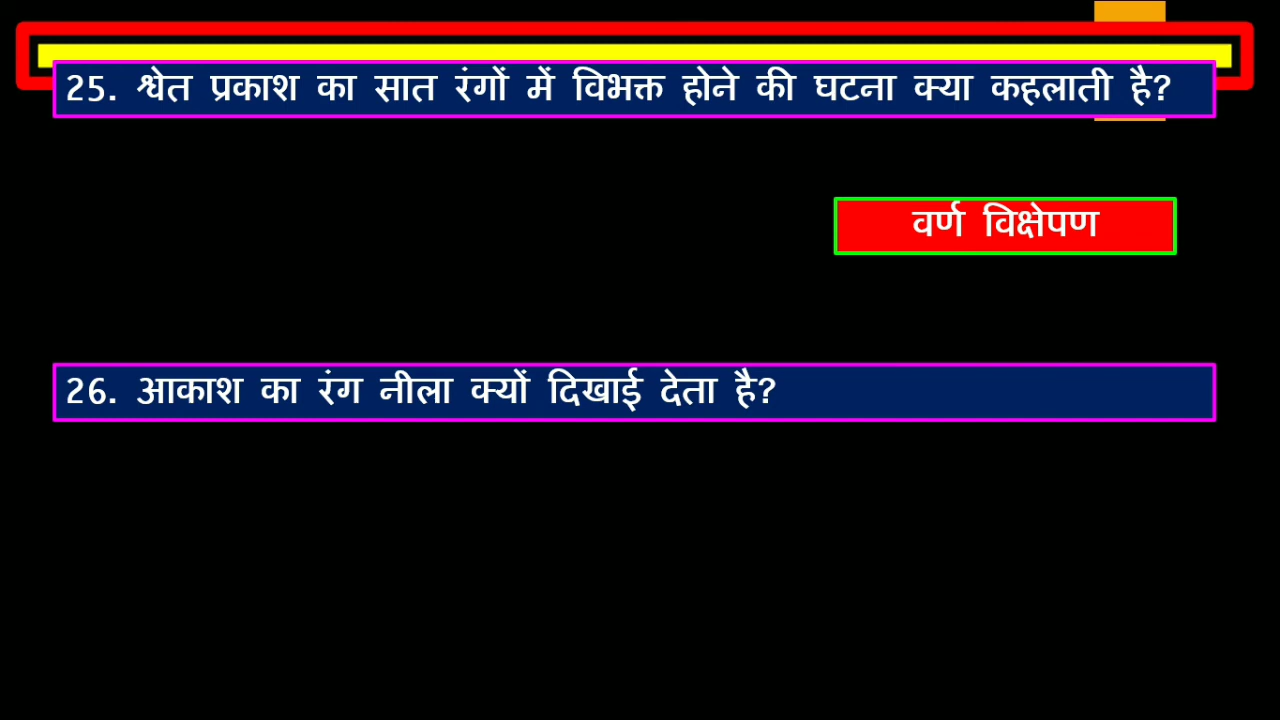 25. श्वेत प्रकाश का सात रंगों में विभक्त होने की घटना क्या कहलाती है?
वर्ण विक्षेपण
26. आकाश का रंग नीला क्यों दिखाई देता है?